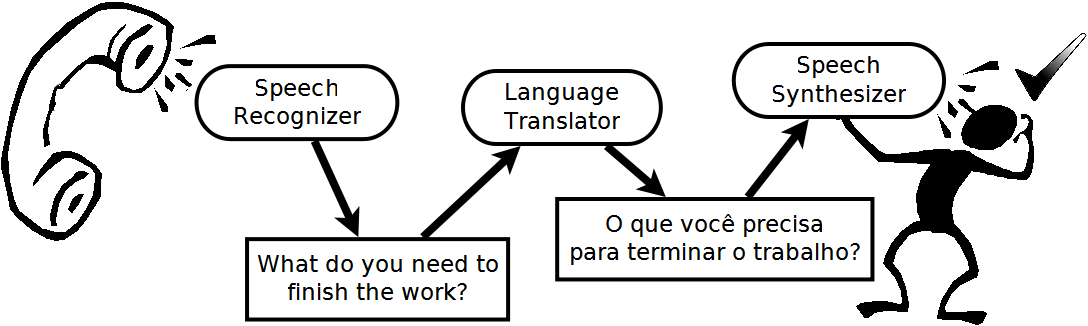 Speech
Recognizer
What do you need to
finish the work?
Language
Translator
O que você precisa
para terminar o trabalho?
Speech
Synthesizer